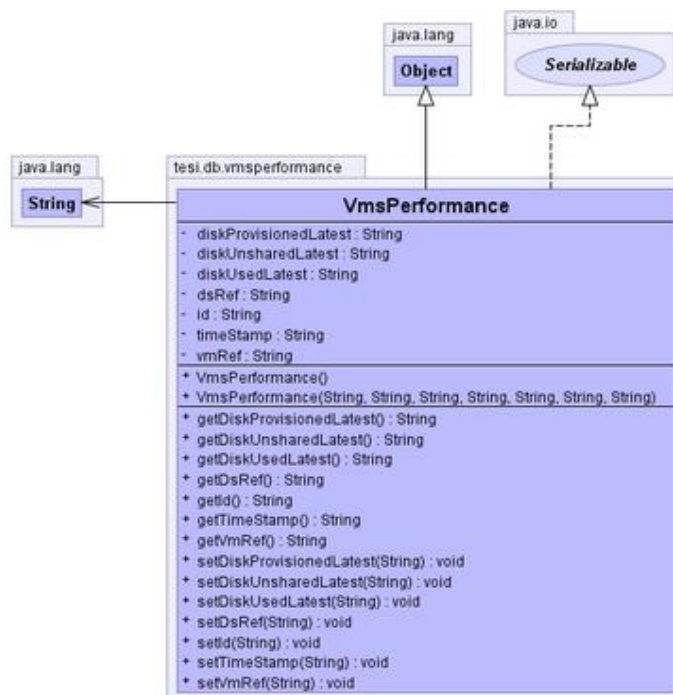 java.io
java.lang
Serializable
Object
java.lang
tesi.db.vmsperformance
String
VmsPerformance
- diskProvisionedLatest : String
- diskUnsharedLatest : String
- diskUsedLatest : String
- dsRef : String
- id : String
- timeStamp : String
- vmRef : String
+ VmsPerformance()
+ VmsPerformance(String, String, String, String, String, String, String)
+ getDiskProvisionedLatest() : String
+ getDiskUnsharedLatest() : String
+ getDiskUsedLatest() : String
+ getDsRef() : String
+ getId() : String
+ getTimeStamp() : String
+ getVmRef() : String
+ setDiskProvisionedLatest(String) : void
+ setDiskUnsharedLatest(String) : void
+ setDiskUsedLatest(String) : void
+ setDsRef(String) : void
+ setId(String) : void
+ setTimeStamp(String) : void
+ setVmRef(String) : void